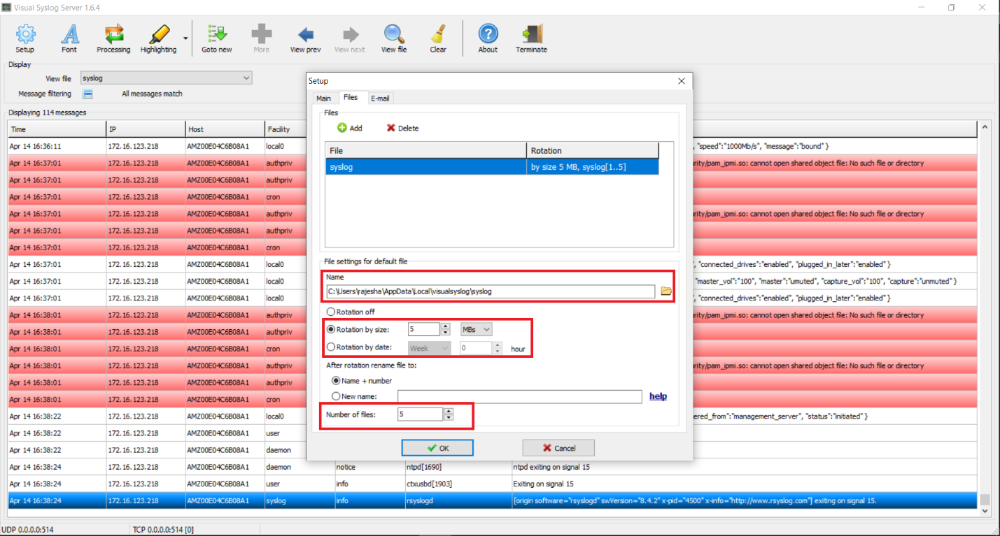 Visual Syslog Server 1.6.4
Setup Font Processing Highlighting Goto new More View prev View next View file Clear About Terminate
Display
View file syslog
Message filtering All messages match
Displaying 114 messages
Time IP Host Facility
Apr 14 16:36:11 172.16.123.218 AMZ00E04C6B08A1 local0 , "speed":"1000Mb/s", "message":"bound" }
Apr 14 16:37:01 172.16.123.218 AMZ00E04C6B08A1 authpriv rity/pam_ipmi.so: cannot open shared object file: No such file or directory
Apr 14 16:37:01 172.16.123.218 AMZ00E04C6B08A1 authpriv
Apr 14 16:37:01 172.16.123.218 AMZ00E04C6B08A1 cron
Apr 14 16:37:01 172.16.123.218 AMZ00E04C6B08A1 authpriv rity/pam_ipmi.so: cannot open shared object file: No such file or directory
Apr 14 16:37:01 172.16.123.218 AMZ00E04C6B08A1 authpriv
Apr 14 16:37:01 172.16.123.218 AMZ00E04C6B08A1 cron
Apr 14 16:37:01 172.16.123.218 AMZ00E04C6B08A1 local0 ", "connected_drives":"enabled", "plugged_in_later":"enabled" }
Apr 14 16:37:01 172.16.123.218 AMZ00E04C6B08A1 local0 "master_vol":"100", "master":"umuted", "capture_vol":"100", "capture":"unmuted" }
Apr 14 16:37:01 172.16.123.218 AMZ00E04C6B08A1 local0 ", "connected_drives":"enabled", "plugged_in_later":"enabled" }
Apr 14 16:38:01 172.16.123.218 AMZ00E04C6B08A1 authpriv rity/pam_ipmi.so: cannot open shared object file: No such file or directory
Apr 14 16:38:01 172.16.123.218 AMZ00E04C6B08A1 authpriv
Apr 14 16:38:01 172.16.123.218 AMZ00E04C6B08A1 cron
Apr 14 16:38:01 172.16.123.218 AMZ00E04C6B08A1 authpriv rity/pam_ipmi.so: cannot open shared object file: No such file or directory
Apr 14 16:38:01 172.16.123.218 AMZ00E04C6B08A1 authpriv
Apr 14 16:38:01 172.16.123.218 AMZ00E04C6B08A1 cron
Apr 14 16:38:22 172.16.123.218 AMZ00E04C6B08A1 local0 ered_from":"management_server", "status":"initiated" }
Apr 14 16:38:22 172.16.123.218 AMZ00E04C6B08A1 user
Apr 14 16:38:22 172.16.123.218 AMZ00E04C6B08A1 daemon
Apr 14 16:38:24 172.16.123.218 AMZ00E04C6B08A1 daemon notice ntpd[1690] ntpd exiting on signal 15
Apr 14 16:38:24 172.16.123.218 AMZ00E04C6B08A1 user info ctxusbd[1903] Exiting on signal 15
Apr 14 16:38:24 172.16.123.218 AMZ00E04C6B08A1 syslog info rsyslogd [origin software="rsyslogd" swVersion="8.4.2" x-pid="4500" x-info="http://www.rsyslog.com"] exiting on signal 15.
UDP 0.0.0.0:514 TCP 0.0.0.0:514 [0]
Setup
Main Files E-mail
Files
Add Delete
File Rotation
syslog by size 5 MB, syslog[1..5]
File settings for default file
Name
C:\Users\rajesha\AppData\Local\visualsyslog\syslog
Rotation off
Rotation by size: 5 MBs
Rotation by date: Week 0 hour
After rotation rename file to:
Name + number
New name: help
Number of files: 5
OK Cancel